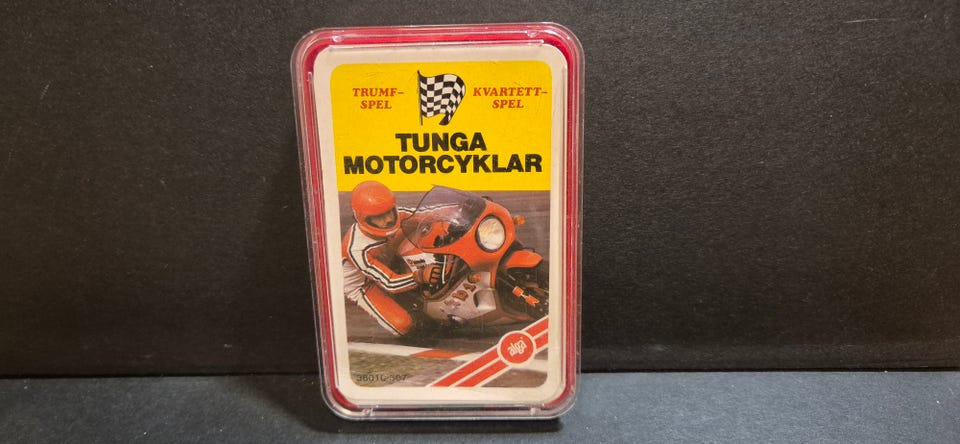 TRUMF-
SPEL
KVARTETT-
SPEL
TUNGA
MOTORCYKLAR
alga